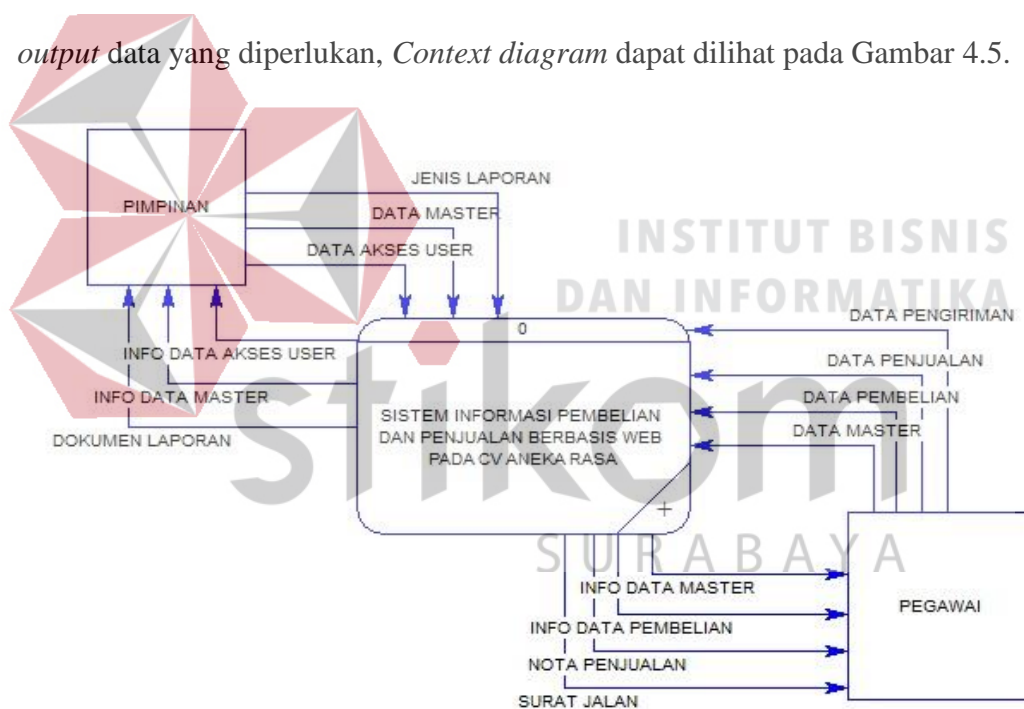 output data yang diperlukan, Context diagram dapat dilihat pada Gambar 4.5.
JENIS LAPORAN
PIMPINAN
DATA MASTER
DATA AKSES USER
INSTITUT BISNIS
DAN INFORMATIKA
DATA PENGIRIMAN
0
INFO DATA AKSES USER
DATA PENJUALAN
INFO DATA MASTER
DATA PEMBELIAN
DOKUMEN LAPORAN
SISTEM INFORMASI PEMBELIAN
DAN PENJUALAN BERBASIS WEB
PADA CV ANEKA RASA
DATA MASTER
stikom
+
SURABAYA
INFO DATA MASTER
PEGAWAI
INFO DATA PEMBELIAN
NOTA PENJUALAN
SURAT JALAN